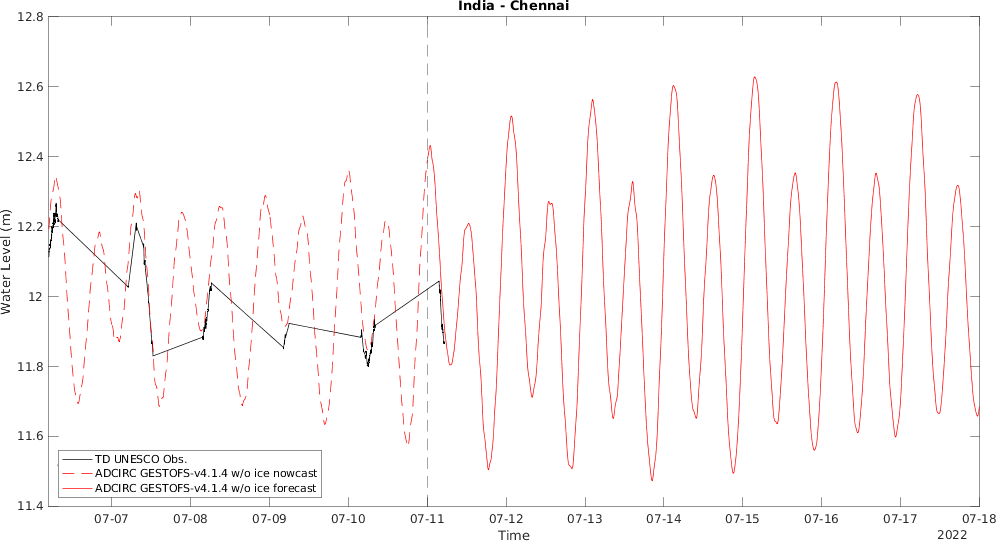 India - Chennai
12.8
12.6
12.4
12.2
12
11.8
11.6
11.4
Water Level (m)
TD UNESCO Obs.
ADCIRC GESTOFS-v4.1.4 w/o ice nowcast
ADCIRC GESTOFS-v4.1.4 w/o ice forecast
07-07 07-08 07-09 07-10 07-11 07-12 07-13 07-14 07-15 07-16 07-17 07-18
Time
2022